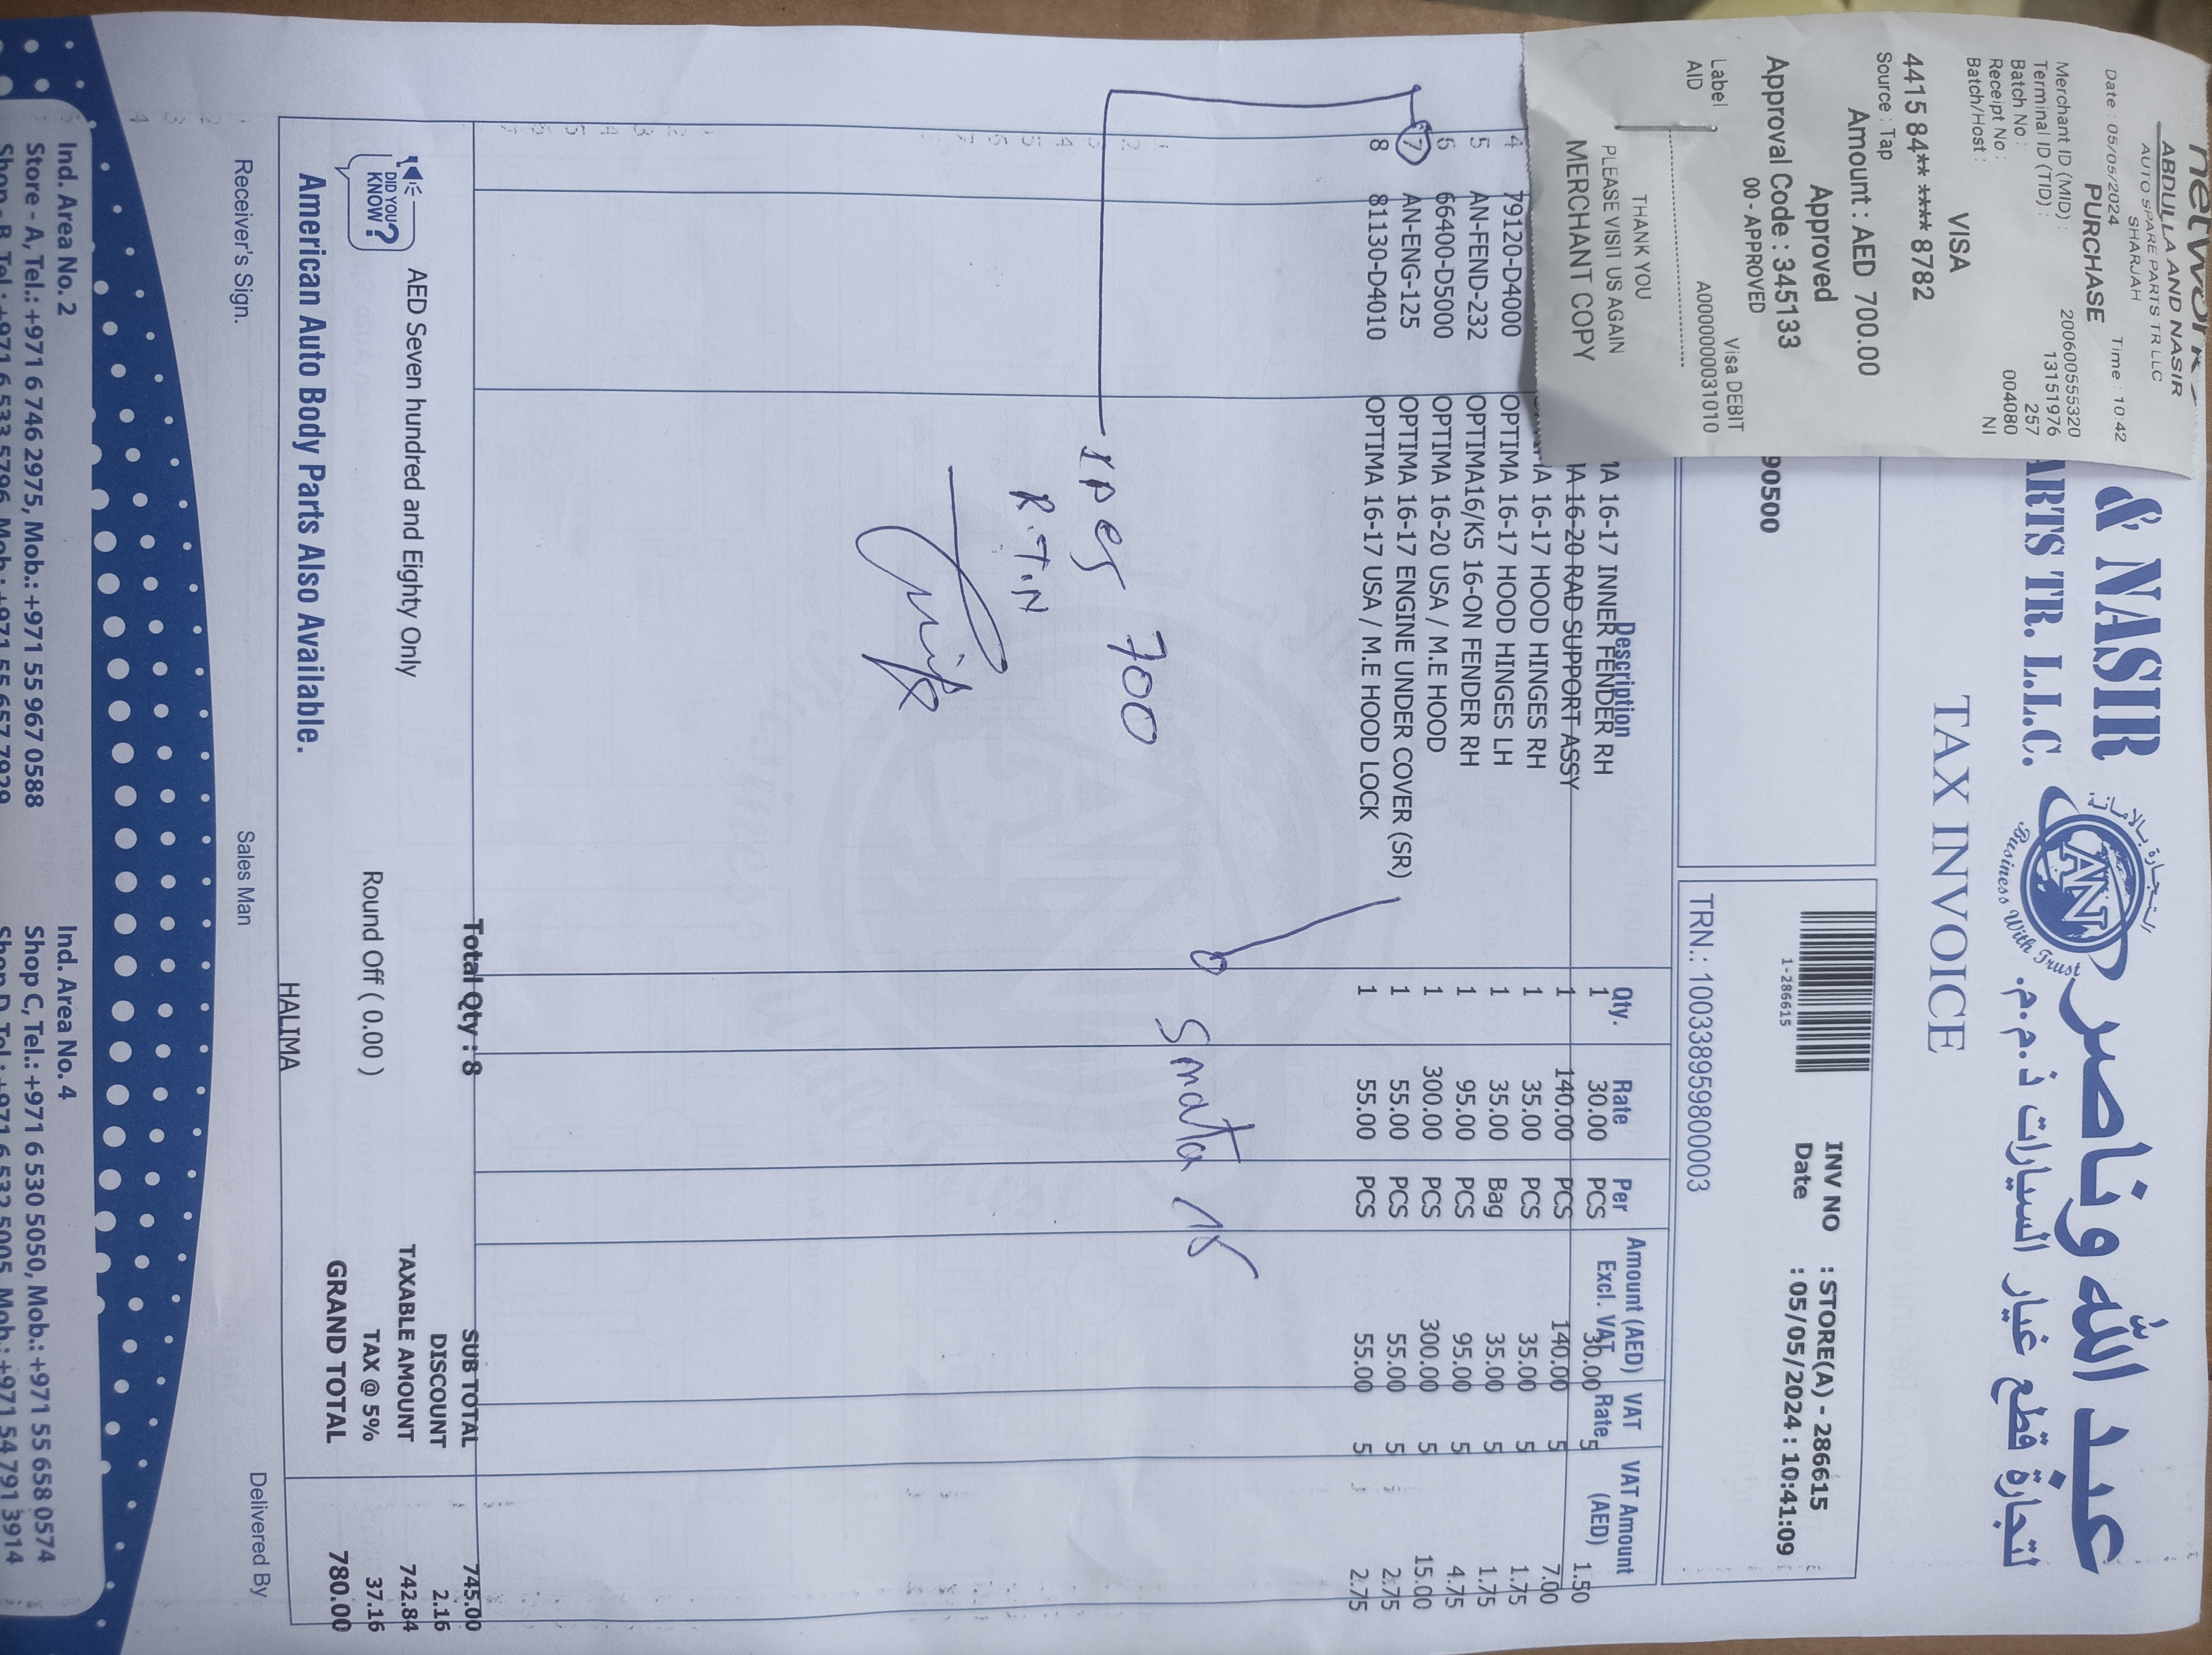 ABDULLA AND NASIR
AUTO SPARE PARTS TR LLC
SHARJAH
Date : 05/05/2024 Time : 10:42
PURCHASE
Merchant ID (MID) : 200600555320
Terminal ID (TID) : 13151976
Batch No : 257
Receipt No : 004080
Batch/Host : NI
VISA
4415 84** **** 8782
Source : Tap
Amount : AED 700.00
Approved
Approval Code : 345133
00 - APPROVED
Label Visa DEBIT
AID A0000000031010
THANK YOU
PLEASE VISIT US AGAIN
MERCHANT COPY
& NASIR
ARTS TR. L.L.C.
التجارة بالأمانة
AN
Business With Trust
عبد الله وناصر
لتجارة قطع غيار السيارات ذ.م.م.
TAX INVOICE
90500
1-286615
INV NO : STORE(A) - 286615
Date : 05/05/2024 : 10:41:09
TRN.: 100338959800003
Description Qty. Rate Per Amount (AED) Excl. VAT VAT Rate VAT Amount (AED)
IA 16-17 INNER FENDER RH 1 30.00 PCS 30.00 5 1.50
IA 16-20 RAD SUPPORT ASSY 1 140.00 PCS 140.00 5 7.00
IA 16-17 HOOD HINGES RH 1 35.00 PCS 35.00 5 1.75
4 79120-D4000 OPTIMA 16-17 HOOD HINGES LH 1 35.00 Bag 35.00 5 1.75
5 AN-FEND-232 OPTIMA16/K5 16-ON FENDER RH 1 95.00 PCS 95.00 5 4.75
6 66400-D5000 OPTIMA 16-20 USA / M.E HOOD 1 300.00 PCS 300.00 5 15.00
7 AN-ENG-125 OPTIMA 16-17 ENGINE UNDER COVER (SR) 1 55.00 PCS 55.00 5 2.75
8 81130-D4010 OPTIMA 16-17 USA / M.E HOOD LOCK 1 55.00 PCS 55.00 5 2.75
700
R.T.N
Total Qty : 8 SUB TOTAL 745.00
DISCOUNT 2.16
AED Seven hundred and Eighty Only TAXABLE AMOUNT 742.84
Round Off ( 0.00 ) TAX @ 5% 37.16
GRAND TOTAL 780.00
DID YOU KNOW?
American Auto Body Parts Also Available.
HALIMA
Receiver's Sign. Sales Man Delivered By
Ind. Area No. 2
Store - A, Tel.: +971 6 746 2975, Mob.: +971 55 967 0588
Ind. Area No. 4
Shop C, Tel.: +971 6 530 5050, Mob.: +971 55 658 0574